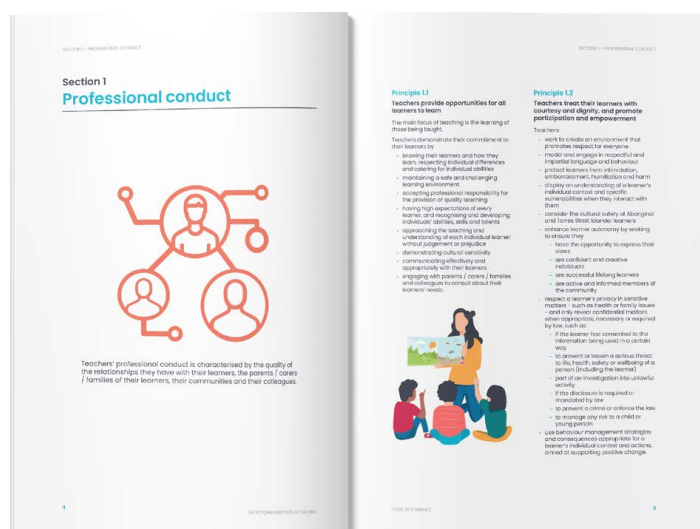 SECTION 1 - PROFESSIONAL CONDUCT
Section 1
Professional conduct
Teachers' professional conduct is characterised by the quality of
the relationships they have with their learners, the parents / carers
/ families of their learners, their communities and their colleagues.
4
THE VICTORIAN INSTITUTE OF TEACHING
SECTION 1 - PROFESSIONAL CONDUCT
Principle 1.1
Teachers provide opportunities for all
learners to learn
The main focus of teaching is the learning of
those being taught.
Teachers demonstrate their commitment to
their learners by
- knowing their learners and how they
learn, respecting individual differences
and catering for individual abilities
- maintaining a safe and challenging
learning environment
- accepting professional responsibility for
the provision of quality teaching
- having high expectations of every
learner, and recognising and developing
individuals' abilities, skills and talents
- approaching the teaching and
understanding of each individual learner
without judgement or prejudice
- demonstrating cultural sensitivity
- communicating effectively and
appropriately with their learners
- engaging with parents / carers / families
and colleagues to consult about their
learners' needs.
Principle 1.2
Teachers treat their learners with
courtesy and dignity, and promote
participation and empowerment
Teachers
- work to create an environment that
promotes respect for everyone
- model and engage in respectful and
impartial language and behaviour
- protect learners from intimidation,
embarrassment, humiliation and harm
- display an understanding of a learner's
individual context and specific
vulnerabilities when they interact with
them
- consider the cultural safety of Aboriginal
and Torres Strait Islander learners
- enhance learner autonomy by seeking
to ensure they
– have the opportunity to express their
views
– are confident and creative
individuals
– are successful lifelong learners
– are active and informed members of
the community
- respect a learner's privacy in sensitive
matters - such as health or family issues
- and only reveal confidential matters
when appropriate, necessary or required
by law, such as
– if the learner has consented to the
information being used in a certain
way
– to prevent or lessen a serious threat
to life, health, safety or wellbeing of a
person (including the learner)
– part of an investigation into unlawful
activity
– if the disclosure is required or
mandated by law
– to prevent a crime or enforce the law
– to manage any risk to a child or
young person
- use behaviour management strategies
and consequences appropriate for a
learner's individual context and actions,
aimed at supporting positive change.
CODE OF CONDUCT
5